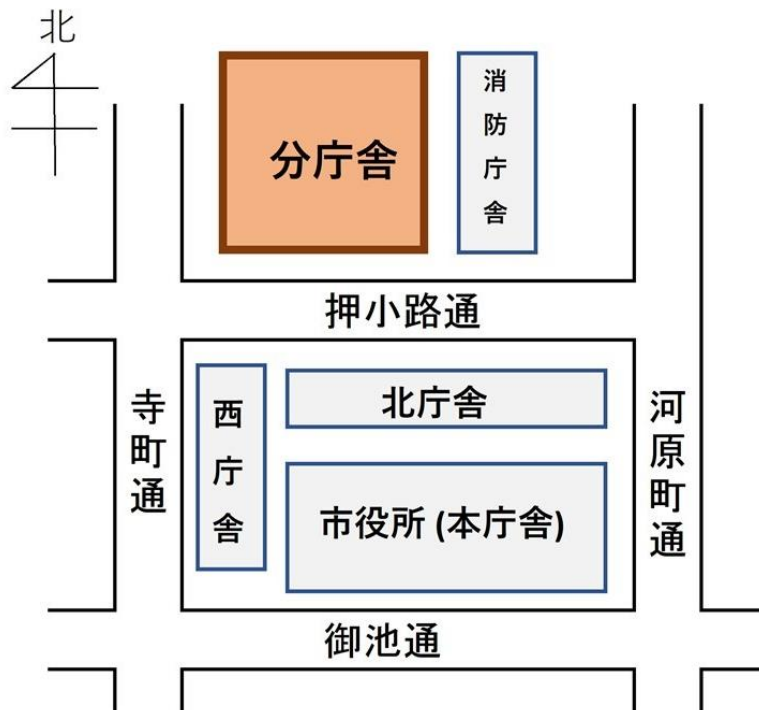 北
分庁舎
消防庁舎
押小路通
寺町通
西庁舎
北庁舎
河原町通
市役所 (本庁舎)
御池通